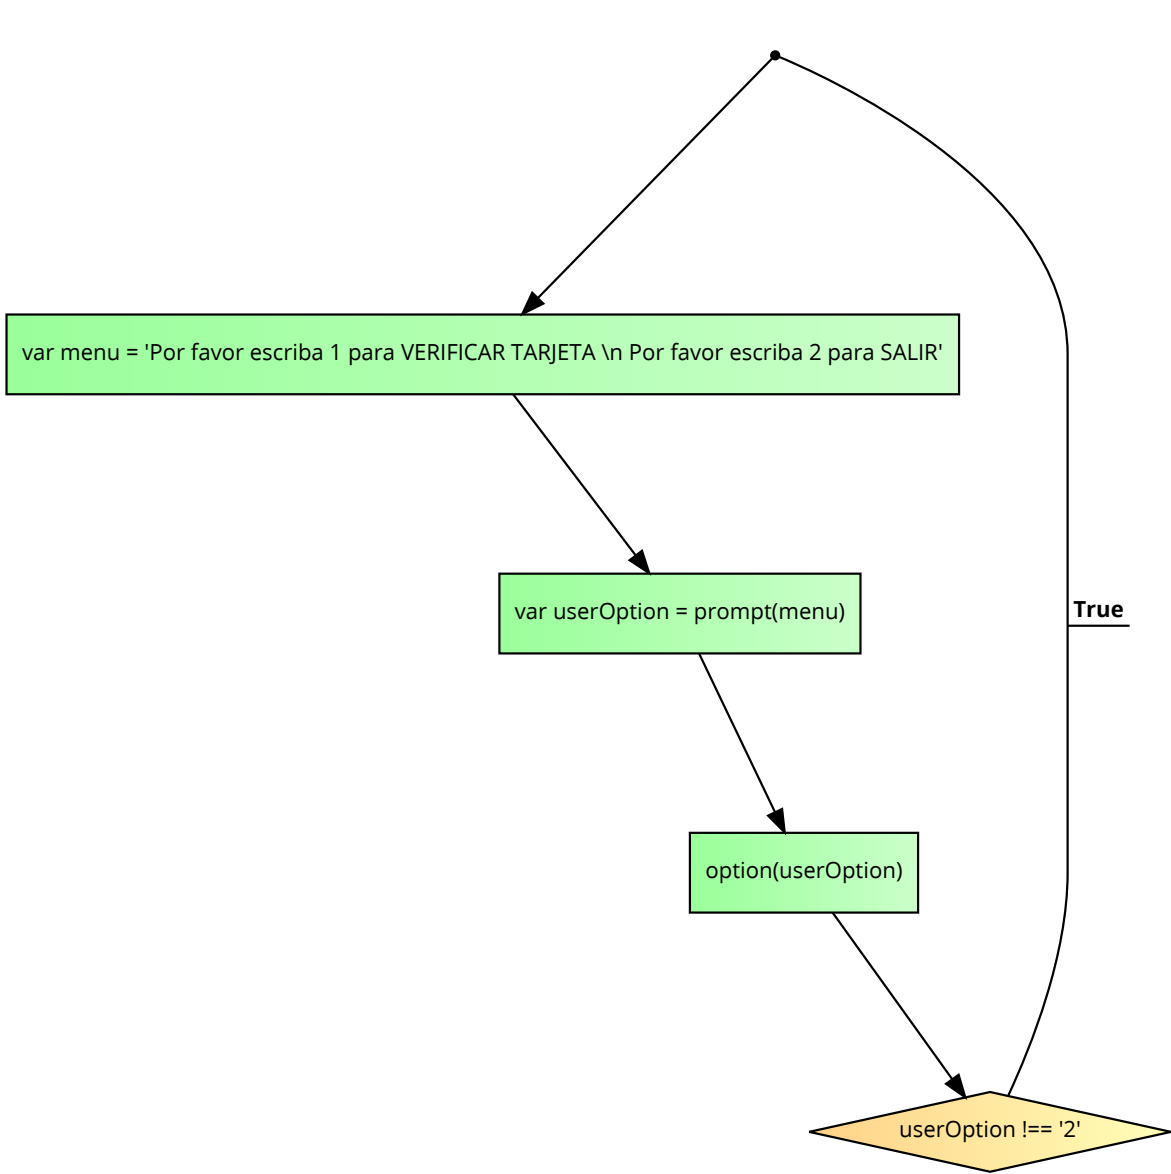 var menu = 'Por favor escriba 1 para VERIFICAR TARJETA \n Por favor escriba 2 para SALIR'
var userOption = prompt(menu)
True
option(userOption)
userOption !== '2'